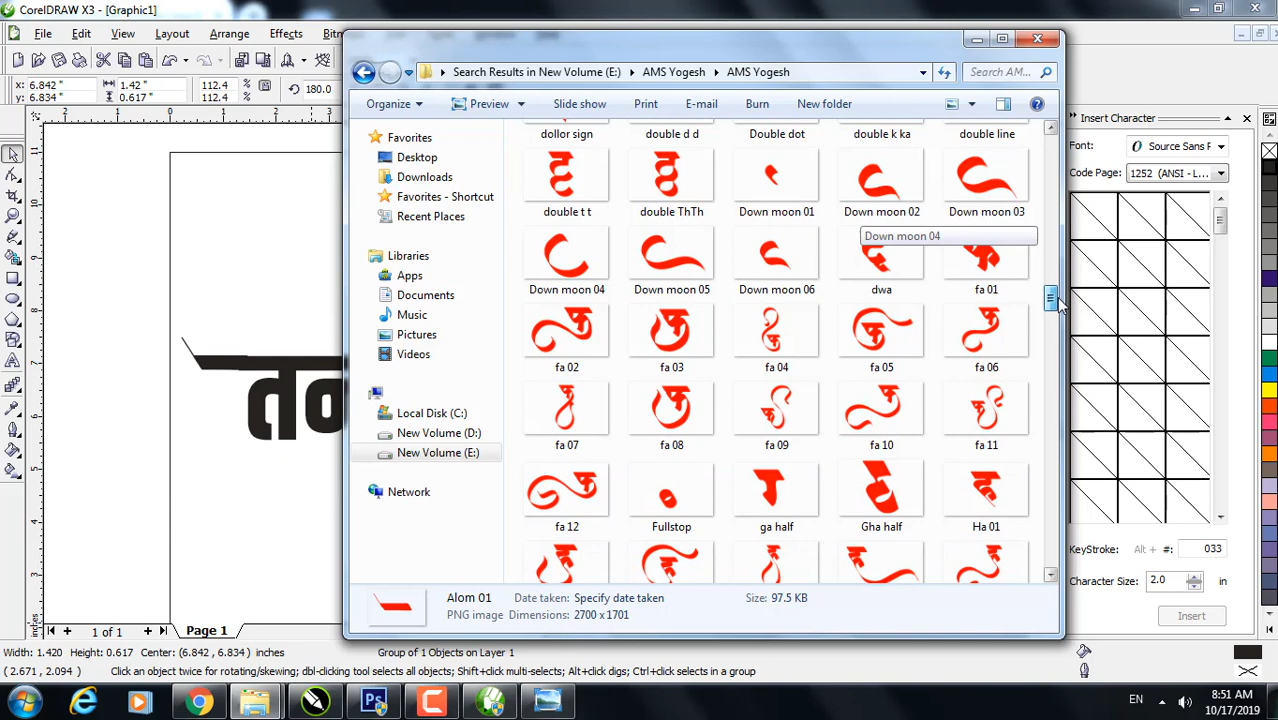 CorelDRAW X3 - [Graphic1]
File Edit View Layout Arrange Effects
x: 6.842 " 1.42 " 112.4
y: 6.834 " 0.617 " 112.4
180.0
Search Results in New Volume (E:) AMS Yogesh AMS Yogesh
Search AM...
Organize Preview Slide show Print E-mail Burn New folder
Favorites
Desktop
Downloads
Favorites - Shortcut
Recent Places
Libraries
Apps
Documents
Music
Pictures
Videos
Local Disk (C:)
New Volume (D:)
New Volume (E:)
Network
dollor sign double d d Double dot double k ka double line
double t t double ThTh Down moon 01 Down moon 02 Down moon 03
Down moon 04
Down moon 04 Down moon 05 Down moon 06 dwa fa 01
fa 02 fa 03 fa 04 fa 05 fa 06
fa 07 fa 08 fa 09 fa 10 fa 11
fa 12 Fullstop ga half Gha half Ha 01
Alom 01 Date taken: Specify date taken Size: 97.5 KB
PNG image Dimensions: 2700 x 1701
Insert Character
Font: Source Sans F
Code Page: 1252 (ANSI - L...
KeyStroke: Alt + #: 033
Character Size: 2.0 in
Insert
1 of 1 Page 1
Width: 1.420 Height: 0.617 Center: (6.842, 6.834) inches Group of 1 Objects on Layer 1
( 2.671, 2.094 ) Click an object twice for rotating/skewing; dbl-clicking tool selects all objects; Shift+click multi-selects; Alt+click digs; Ctrl+click selects in a group
EN 8:51 AM
10/17/2019